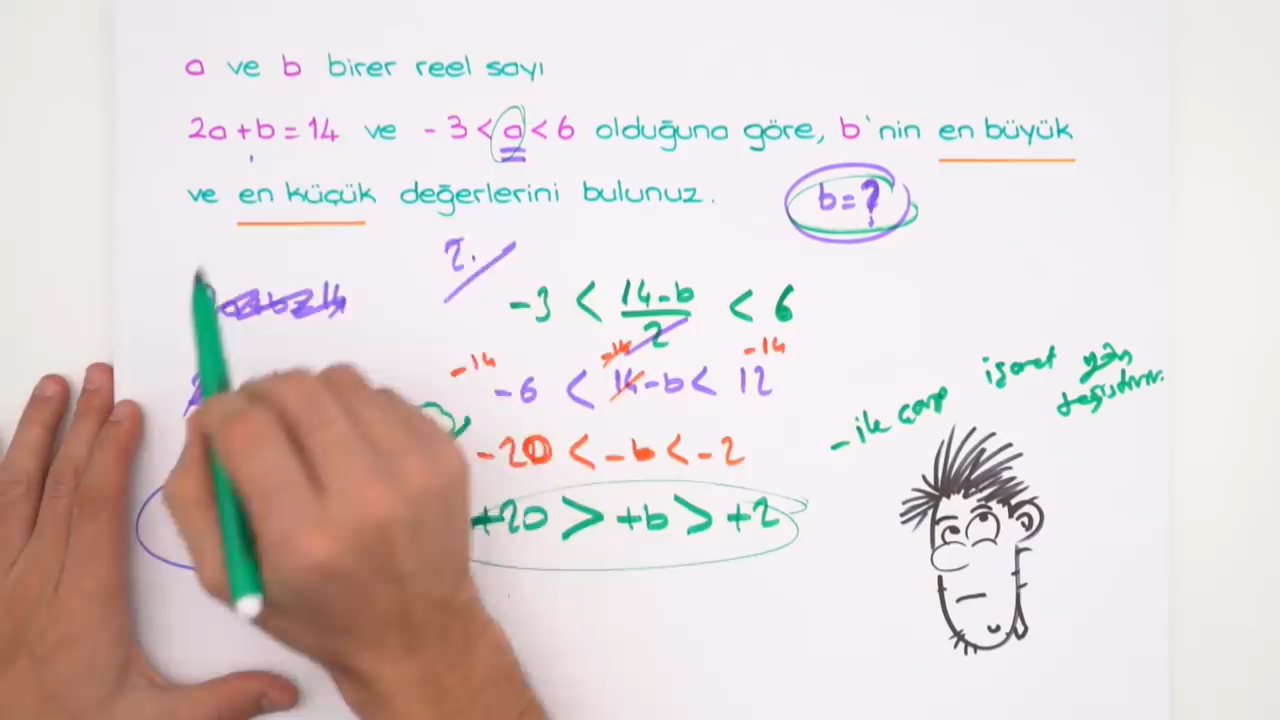 a ve b birer reel sayı
2a + b = 14 ve - 3 < a < 6 olduğuna göre, b'nin en büyük
ve en küçük değerlerini bulunuz. b = ?
2.
-3 < 14-b / 2 < 6
-14 -14 -14
-6 < 14-b < 12
-20 < -b < -2
+20 > +b > +2
- ile çarp işaret yön değiştirir.